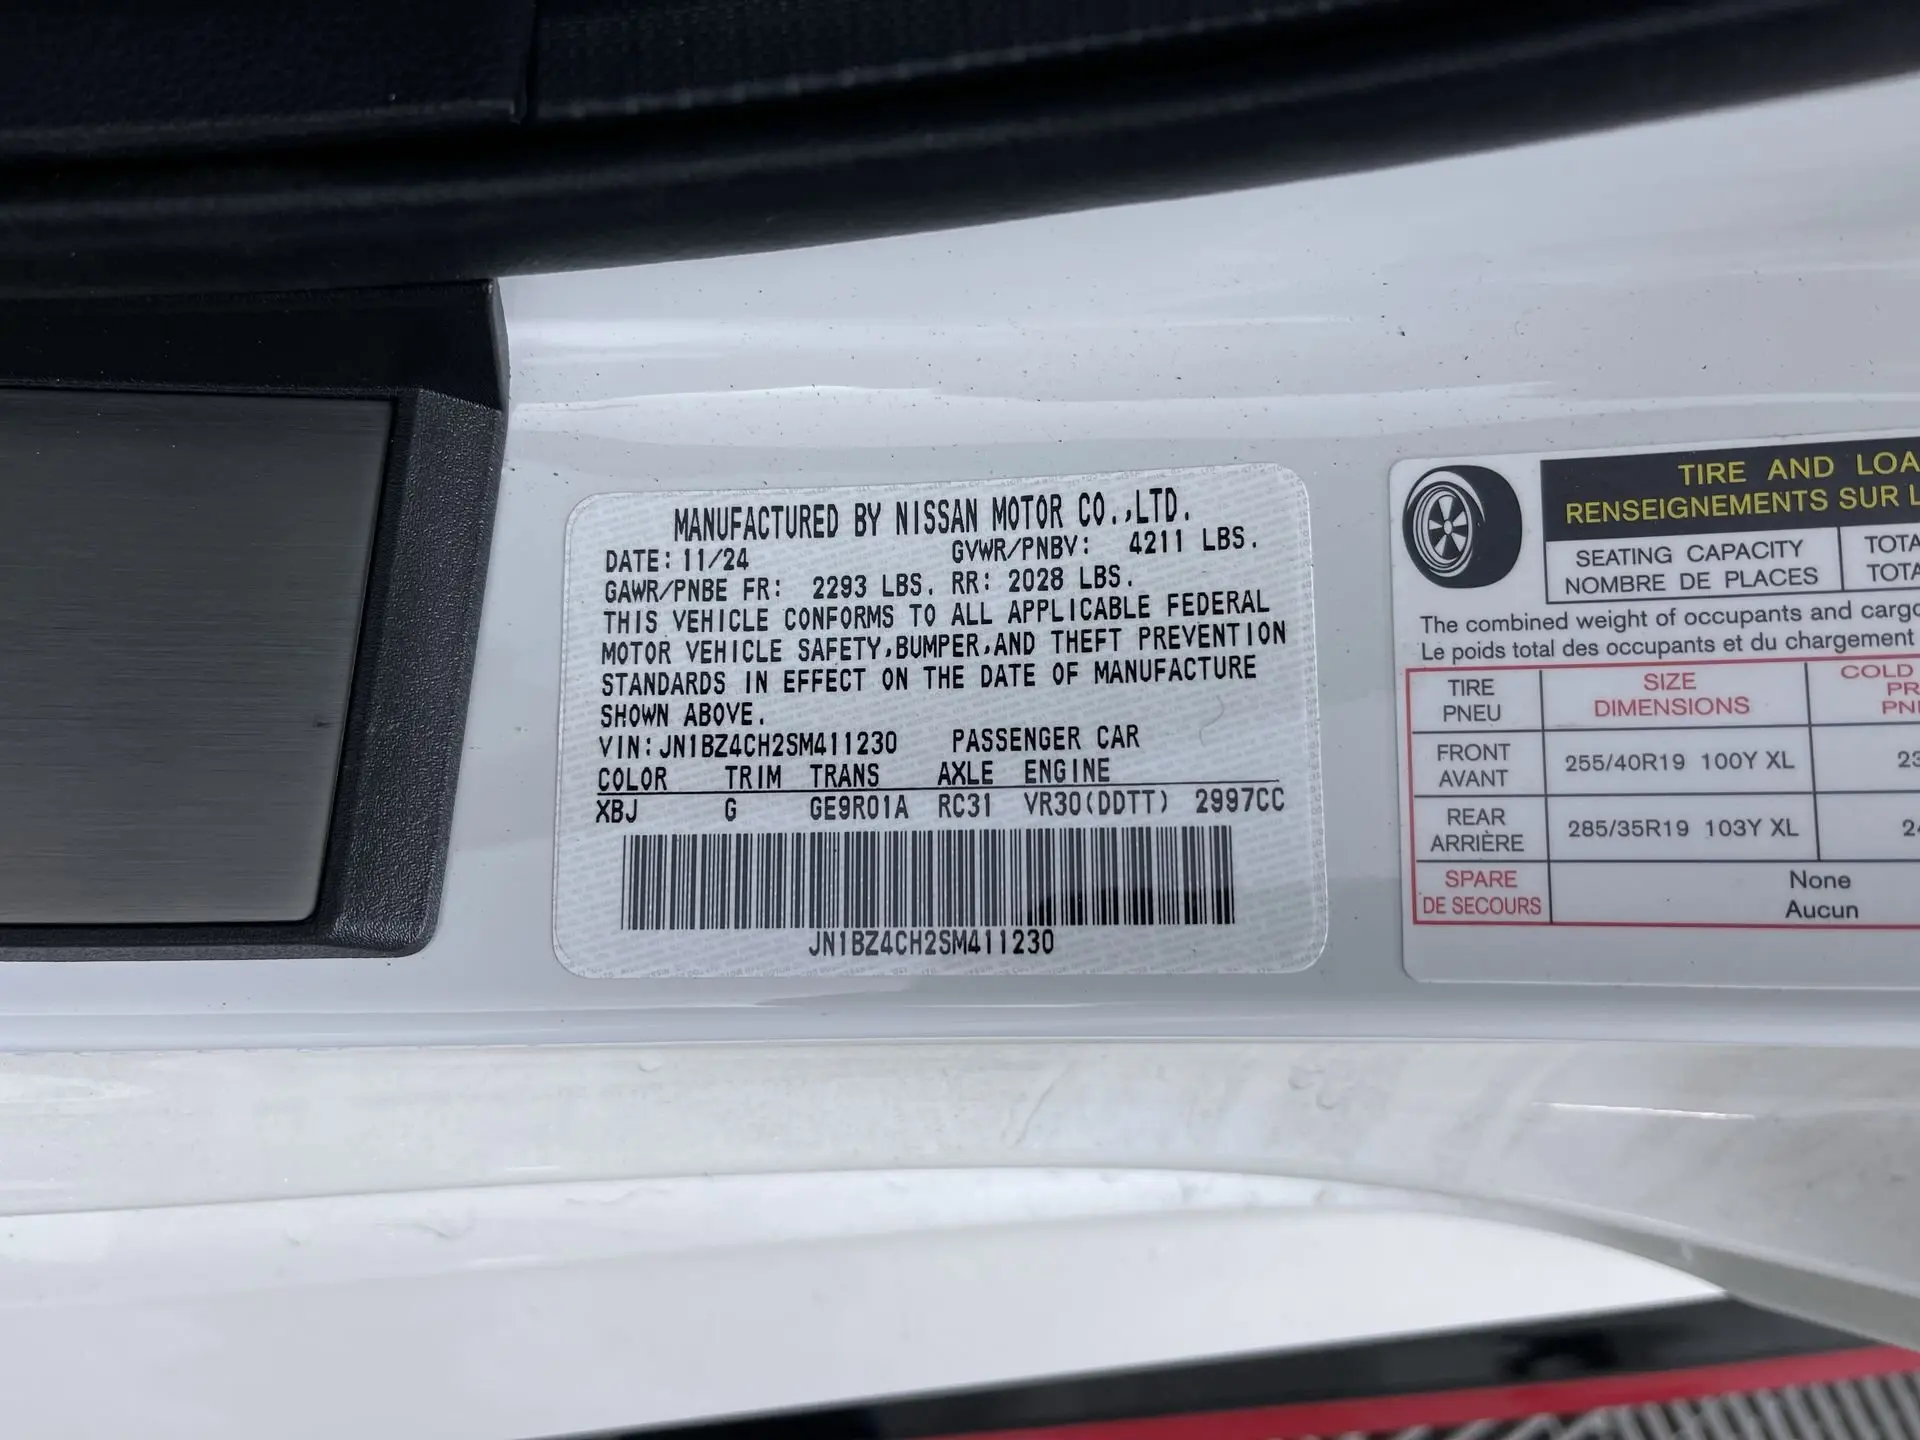 MANUFACTURED BY NISSAN MOTOR CO.,LTD.
DATE: 11/24 GVWR/PNBV: 4211 LBS.
GAWR/PNBE FR: 2293 LBS. RR: 2028 LBS.
THIS VEHICLE CONFORMS TO ALL APPLICABLE FEDERAL
MOTOR VEHICLE SAFETY,BUMPER,AND THEFT PREVENTION
STANDARDS IN EFFECT ON THE DATE OF MANUFACTURE
SHOWN ABOVE.
VIN:JN1BZ4CH2SM411230 PASSENGER CAR
COLOR TRIM TRANS AXLE ENGINE
XBJ G GE9R01A RC31 VR30(DDTT) 2997CC
JN1BZ4CH2SM411230
TIRE AND
RENSEIGNEMENTS SUR
SEATING CAPACITY
NOMBRE DE PLACES
The combined weight of occupants and
Le poids total des occupants et du chargement
TIRE
PNEU
SIZE
DIMENSIONS
COLD
FRONT
AVANT
255/40R19 100Y XL
REAR
ARRIÈRE
285/35R19 103Y XL
SPARE
DE SECOURS
None
Aucun